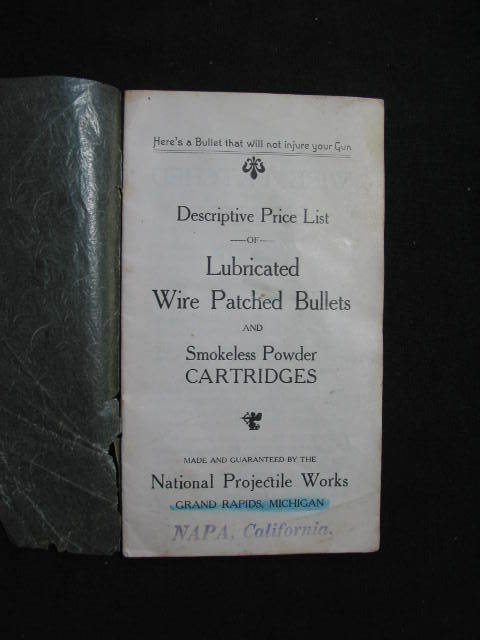 Here's a Bullet that will not injure your Gun
Descriptive Price List
OF
Lubricated
Wire Patched Bullets
AND
Smokeless Powder
CARTRIDGES
MADE AND GUARANTEED BY THE
National Projectile Works
GRAND RAPIDS, MICHIGAN
NAPA, California.